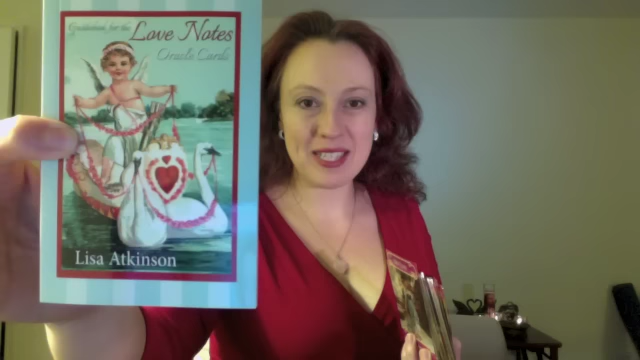 Guidebook for the
Love Notes
Oracle Cards
Lisa Atkinson